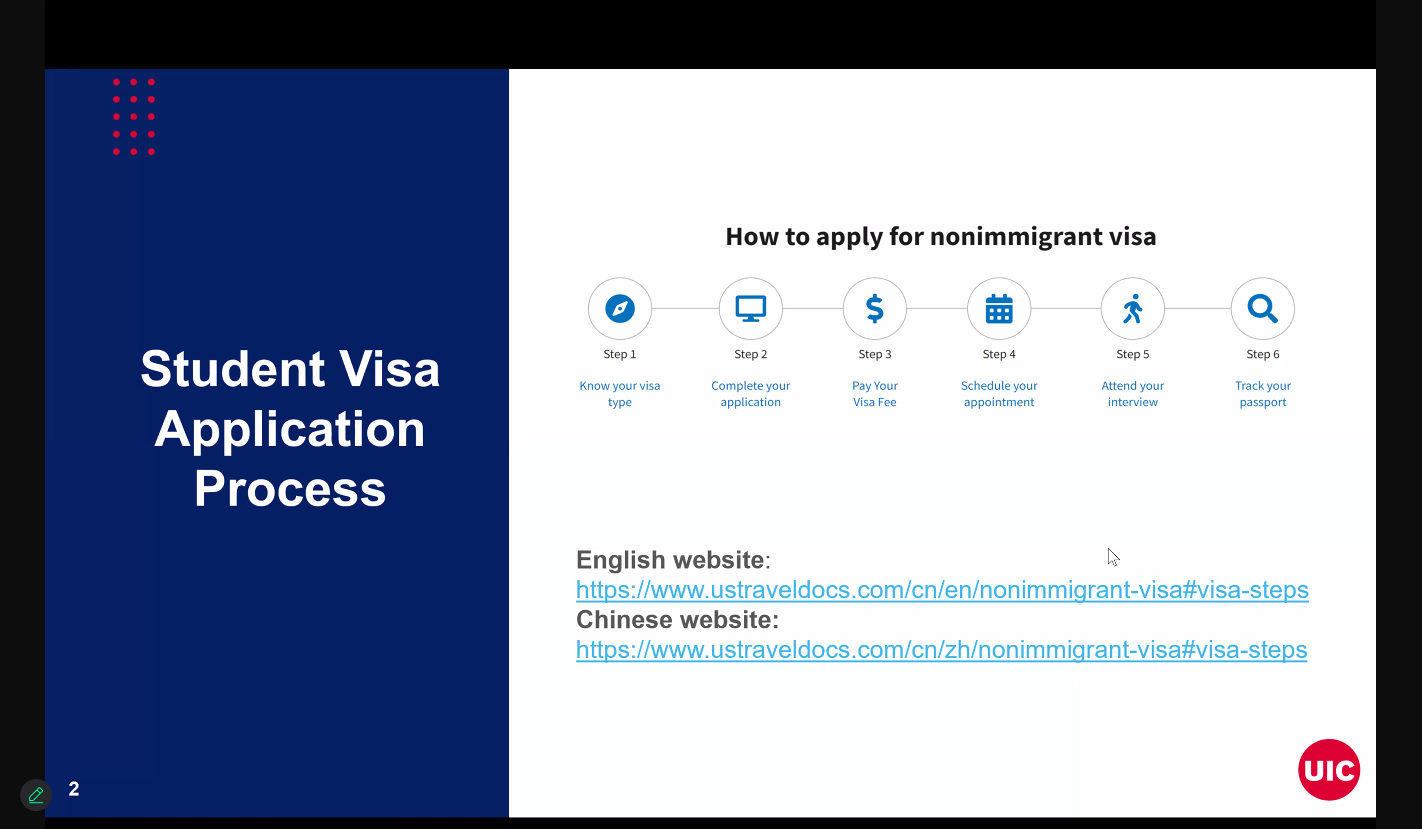 Student Visa
Application
Process
2
How to apply for nonimmigrant visa
Step 1
Know your visa
type
Step 2
Complete your
application
Step 3
Pay Your
Visa Fee
Step 4
Schedule your
appointment
Step 5
Attend your
interview
Step 6
Track your
passport
English website:
https://www.ustraveldocs.com/cn/en/nonimmigrant-visa#visa-steps
Chinese website:
https://www.ustraveldocs.com/cn/zh/nonimmigrant-visa#visa-steps
UIC